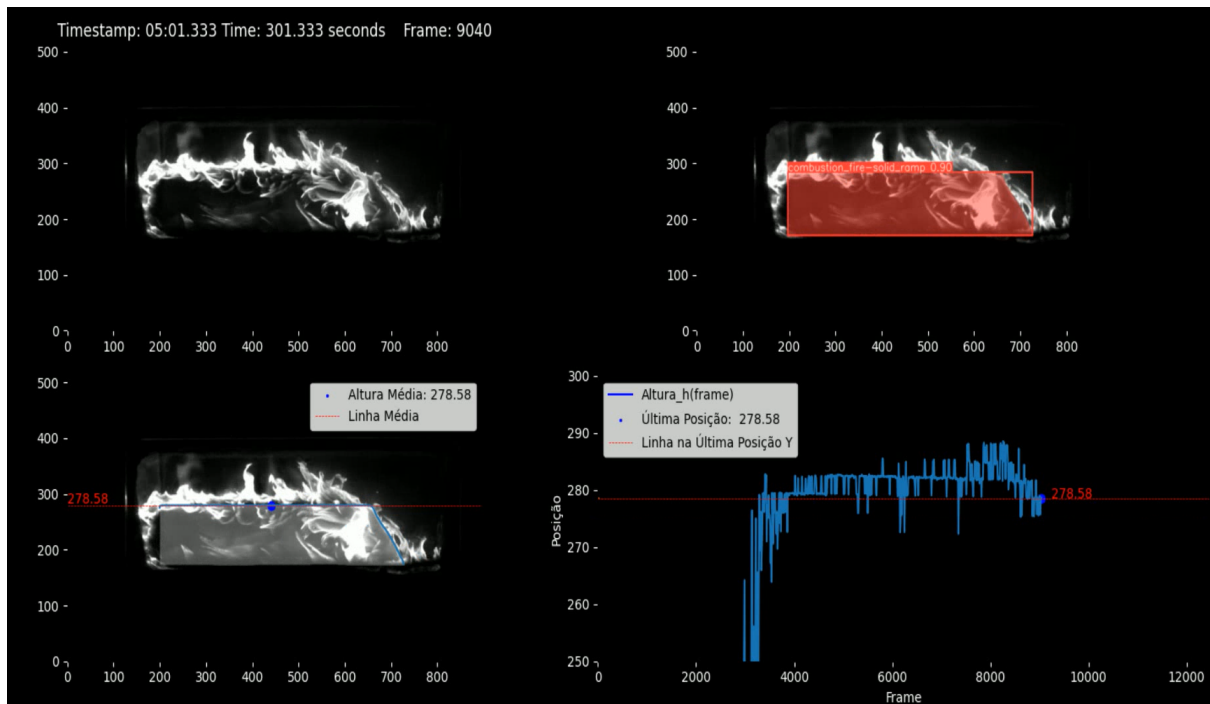 Timestamp: 05:01.333 Time: 301.333 seconds Frame: 9040
500
400
300
200
100
0
0 100 200 300 400 500 600 700 800
500
400
300
200
100
0
combustion_fire-solid_ramp 0.90
0 100 200 300 400 500 600 700 800
500
400
300
200
100
0
Altura Média: 278.58
Linha Média
278.58
0 100 200 300 400 500 600 700 800
300
290
280
270
260
250
Posição
Altura_h(frame)
Última Posição: 278.58
Linha na Última Posição Y
278.58
0 2000 4000 6000 8000 10000 12000
Frame